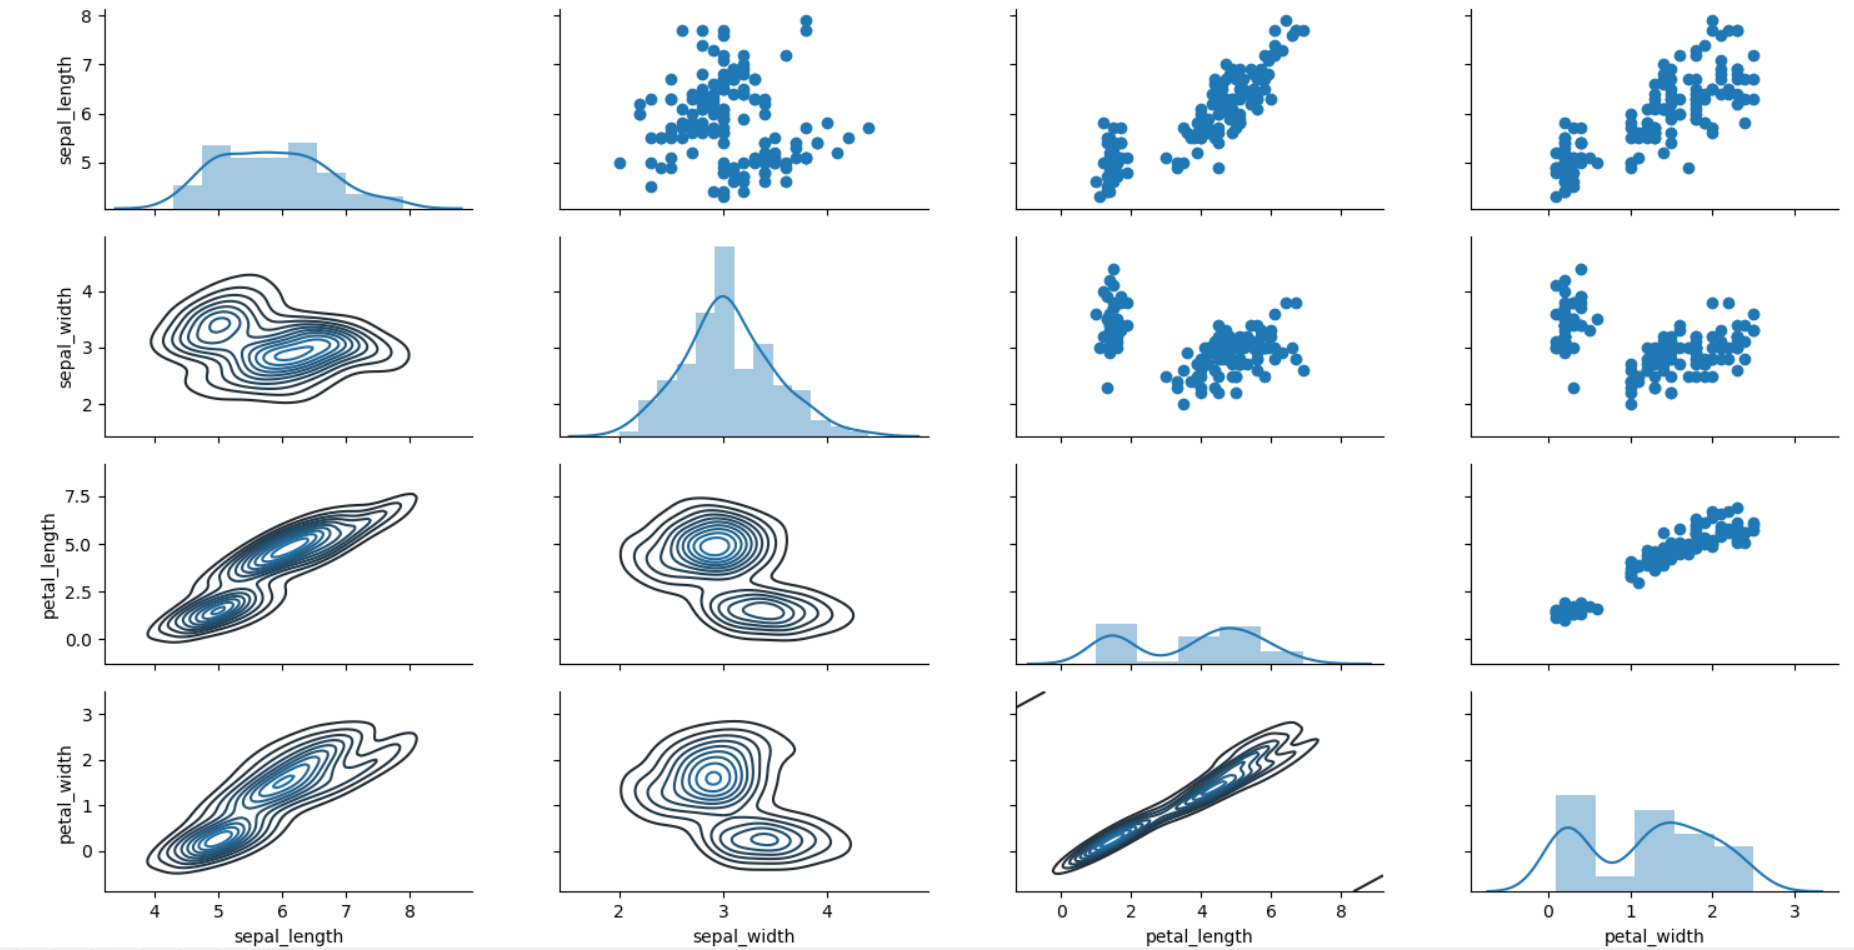 8
7
6
5
sepal_length
4
3
2
sepal_width
7.5
5.0
2.5
0.0
petal_length
3
2
1
0
petal_width
4 5 6 7 8
2 3 4
0 2 4 6 8
0 1 2 3
sepal_length sepal_width petal_length petal_width